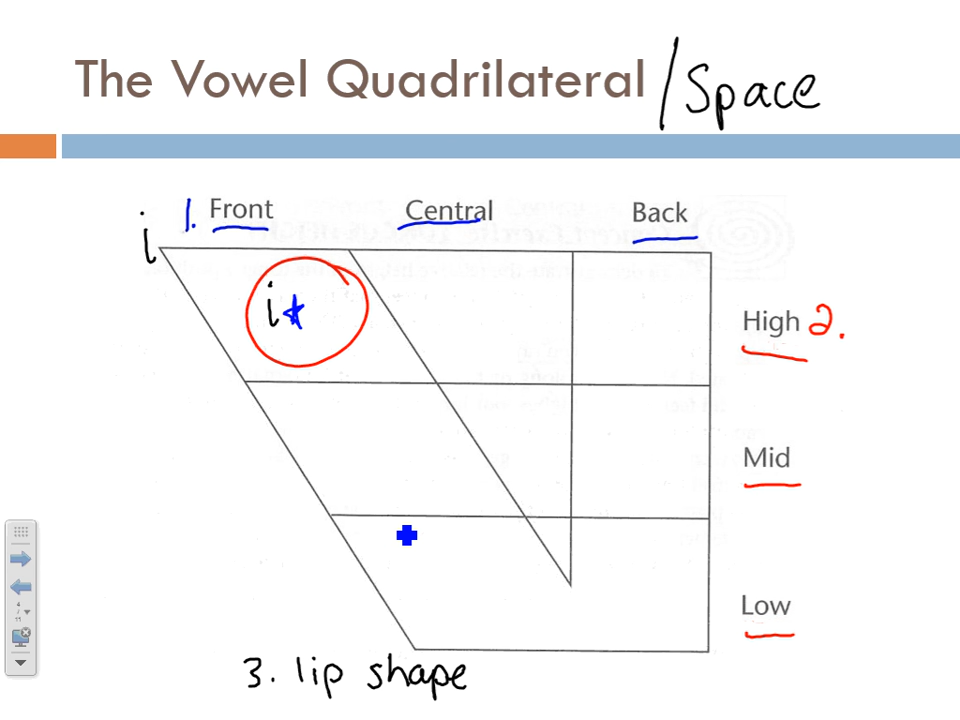 The Vowel Quadrilateral / Space
1. Front Central Back
i
i
High 2.
Mid
Low
3. lip shape